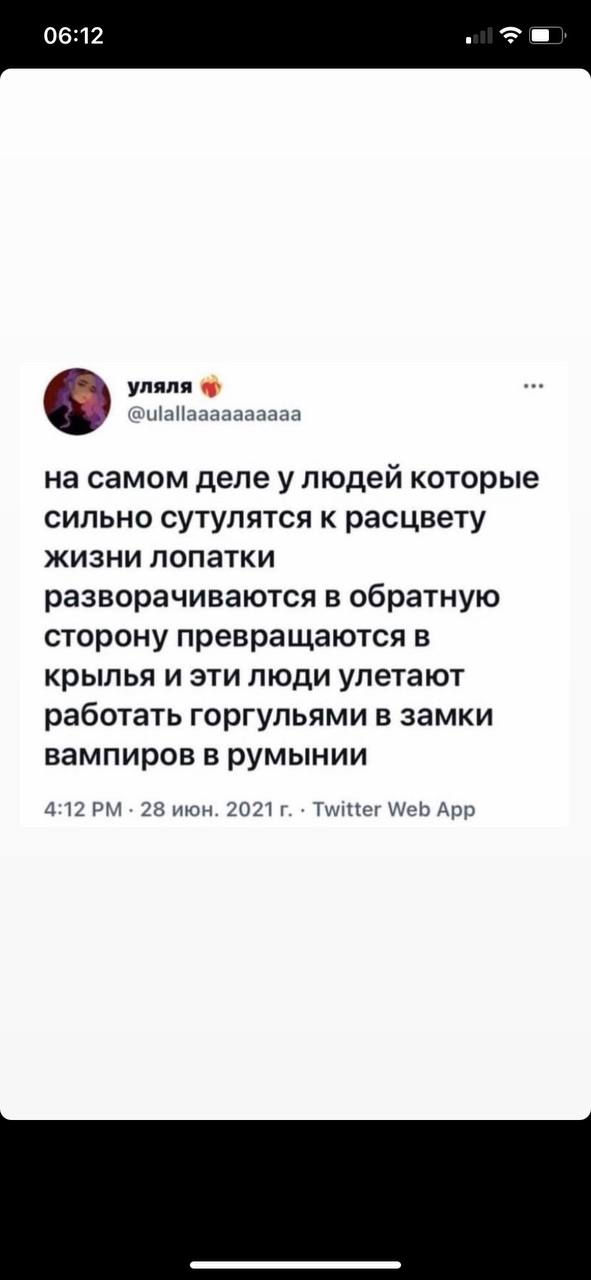 06:12
уляля ❤️‍🔥
@ulallaaaaaaaaaa
на самом деле у людей которые
сильно сутулятся к расцвету
жизни лопатки
разворачиваются в обратную
сторону превращаются в
крылья и эти люди улетают
работать горгульями в замки
вампиров в румынии
4:12 PM · 28 июн. 2021 г. · Twitter Web App